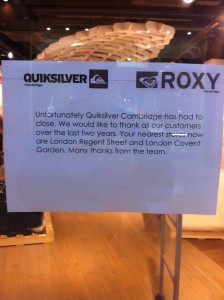 QUIKSILVER ROXY
Cambridge
Unfortunately Quiksilver Cambridge has had to
close. We would like to thank all our customers
over the last two years. Your nearest stores now
are London Regent Street and London Covent
Garden. Many thanks from the team.